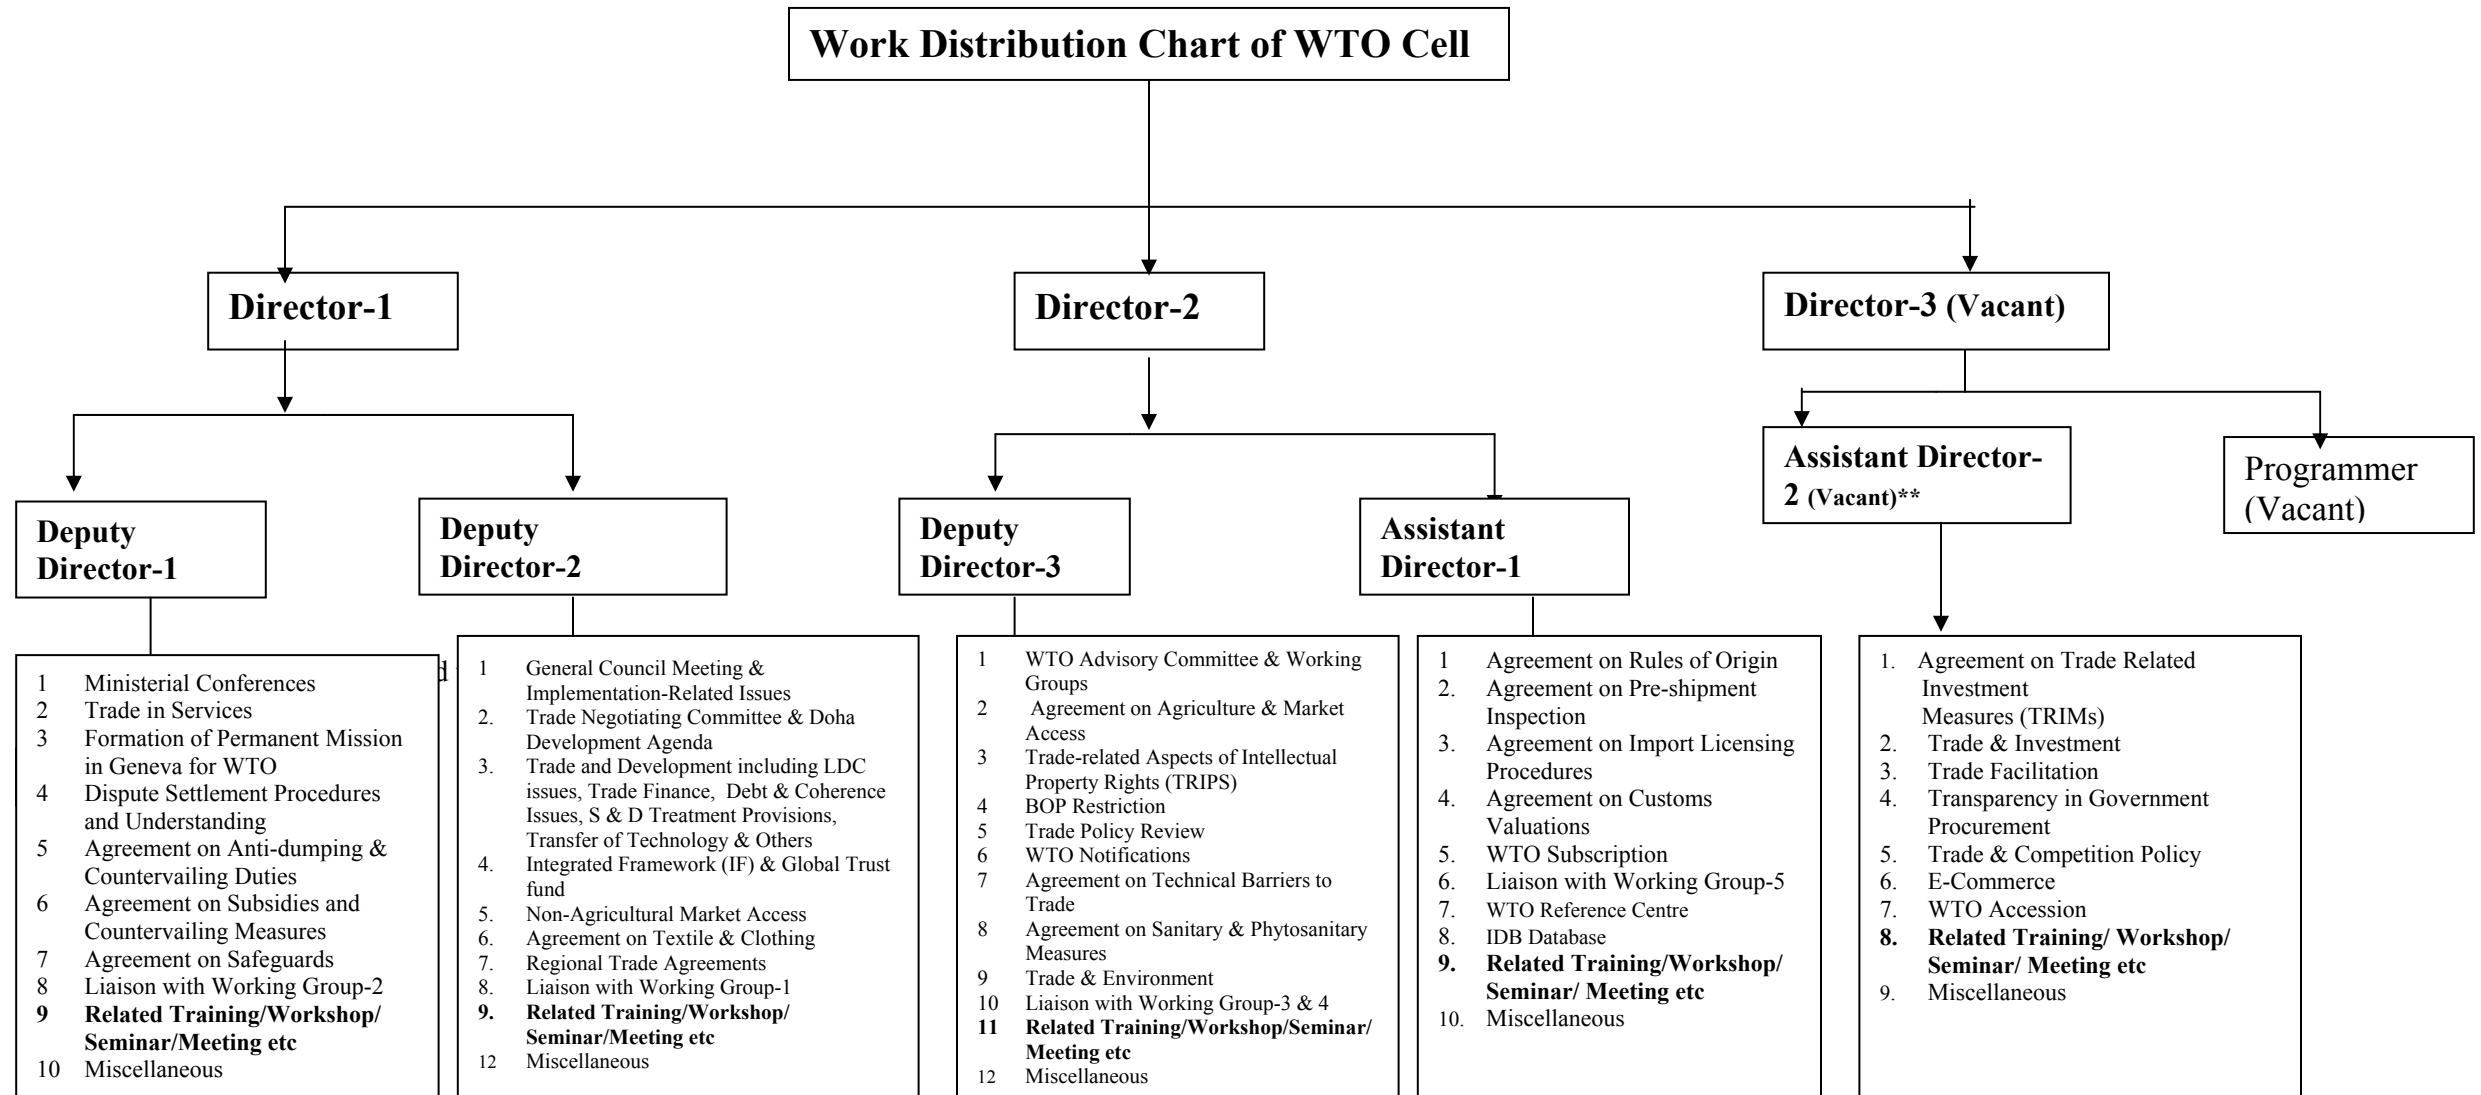 Work Distribution Chart of WTO Cell
Director-1
Director-2
Director-3 (Vacant)
Deputy
Director-1
Deputy
Director-2
Deputy
Director-3
Assistant
Director-1
Assistant Director-
2 (Vacant)**
Programmer
(Vacant)
1 Ministerial Conferences
2 Trade in Services
3 Formation of Permanent Mission
in Geneva for WTO
4 Dispute Settlement Procedures
and Understanding
5 Agreement on Anti-dumping &
Countervailing Duties
6 Agreement on Subsidies and
Countervailing Measures
7 Agreement on Safeguards
8 Liaison with Working Group-2
9 Related Training/Workshop/
Seminar/Meeting etc
10 Miscellaneous
d
1 General Council Meeting &
Implementation-Related Issues
2. Trade Negotiating Committee & Doha
Development Agenda
3. Trade and Development including LDC
issues, Trade Finance, Debt & Coherence
Issues, S & D Treatment Provisions,
Transfer of Technology & Others
4. Integrated Framework (IF) & Global Trust
fund
5. Non-Agricultural Market Access
6. Agreement on Textile & Clothing
7. Regional Trade Agreements
8. Liaison with Working Group-1
9. Related Training/Workshop/
Seminar/Meeting etc
12 Miscellaneous
1 WTO Advisory Committee & Working
Groups
2 Agreement on Agriculture & Market
Access
3 Trade-related Aspects of Intellectual
Property Rights (TRIPS)
4 BOP Restriction
5 Trade Policy Review
6 WTO Notifications
7 Agreement on Technical Barriers to
Trade
8 Agreement on Sanitary & Phytosanitary
Measures
9 Trade & Environment
10 Liaison with Working Group-3 & 4
11 Related Training/Workshop/Seminar/
Meeting etc
12 Miscellaneous
1 Agreement on Rules of Origin
2. Agreement on Pre-shipment
Inspection
3. Agreement on Import Licensing
Procedures
4. Agreement on Customs
Valuations
5. WTO Subscription
6. Liaison with Working Group-5
7. WTO Reference Centre
8. IDB Database
9. Related Training/Workshop/
Seminar/ Meeting etc
10. Miscellaneous
1. Agreement on Trade Related
Investment
Measures (TRIMs)
2. Trade & Investment
3. Trade Facilitation
4. Transparency in Government
Procurement
5. Trade & Competition Policy
6. E-Commerce
7. WTO Accession
8. Related Training/ Workshop/
Seminar/ Meeting etc
9. Miscellaneous